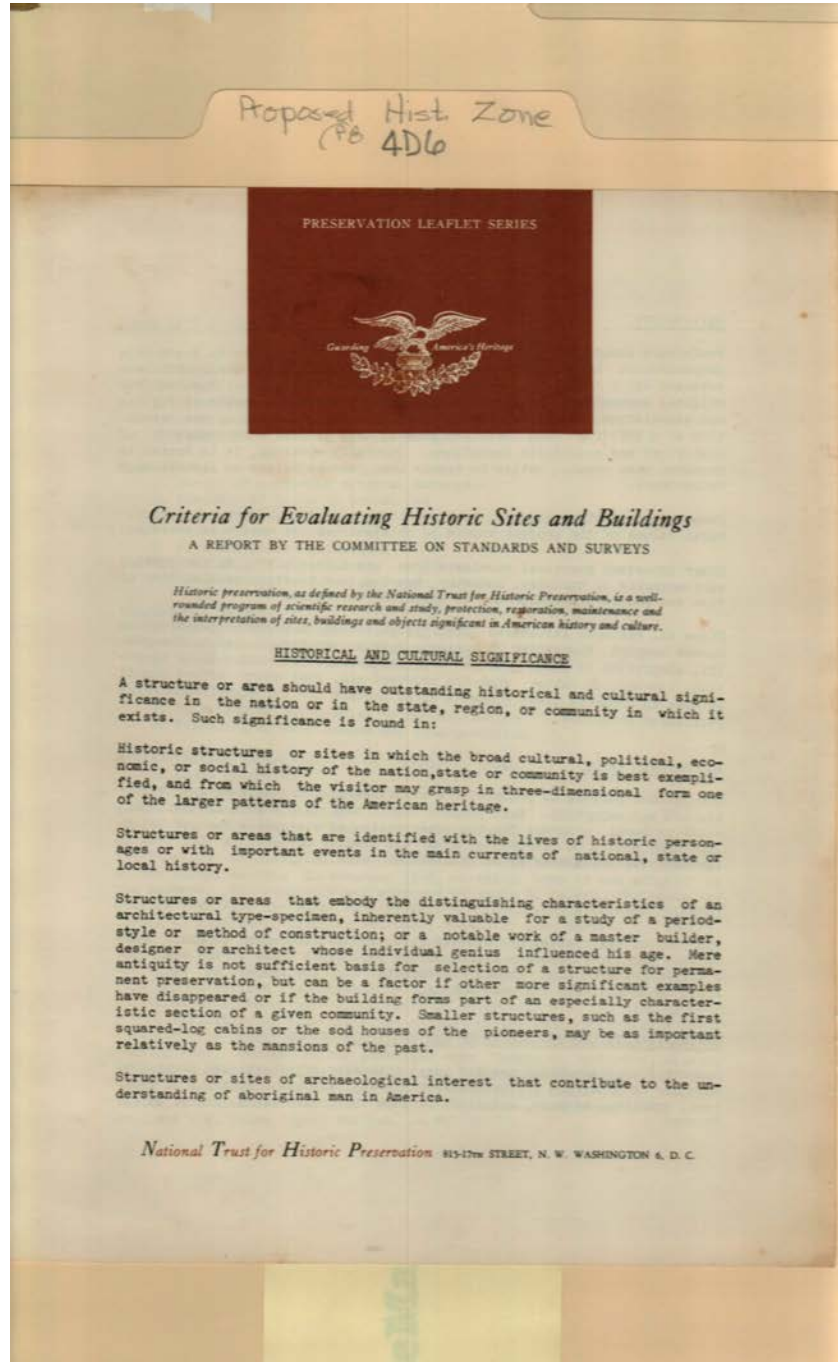 Proposed Hist. Zone
4D6
PRESERVATION LEAFLET SERIES
Guarding America's Heritage
Criteria for Evaluating Historic Sites and Buildings
A REPORT BY THE COMMITTEE ON STANDARDS AND SURVEYS
Historic preservation, as defined by the National Trust for Historic Preservation, is a well-
rounded program of scientific research and study, protection, restoration, maintenance and
the interpretation of sites, buildings and objects significant in American history and culture.
HISTORICAL AND CULTURAL SIGNIFICANCE
A structure or area should have outstanding historical and cultural signi-
ficance in the nation or in the state, region, or community in which it
exists. Such significance is found in:
Historic structures or sites in which the broad cultural, political, eco-
nomic, or social history of the nation,state or community is best exempli-
fied, and from which the visitor may grasp in three-dimensional form one
of the larger patterns of the American heritage.
Structures or areas that are identified with the lives of historic person-
ages or with important events in the main currents of national, state or
local history.
Structures or areas that embody the distinguishing characteristics of an
architectural type-specimen, inherently valuable for a study of a period-
style or method of construction; or a notable work of a master builder,
designer or architect whose individual genius influenced his age. Mere
antiquity is not sufficient basis for selection of a structure for perma-
nent preservation, but can be a factor if other more significant examples
have disappeared or if the building forms part of an especially character-
istic section of a given community. Smaller structures, such as the first
squared-log cabins or the sod houses of the pioneers, may be as important
relatively as the mansions of the past.
Structures or sites of archaeological interest that contribute to the un-
derstanding of aboriginal man in America.
National Trust for Historic Preservation 815-17TH STREET, N. W. WASHINGTON 6, D. C.